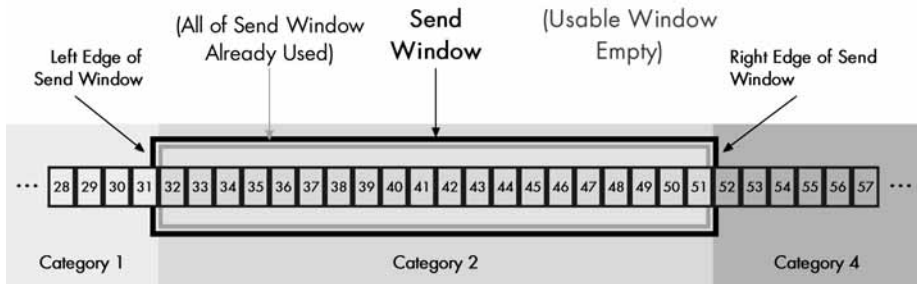 (All of Send Window
Already Used)
Send
Window
(Usable Window
Empty)
Left Edge of
Send Window
Right Edge of Send
Window
... 28 29 30 31 32 33 34 35 36 37 38 39 40 41 42 43 44 45 46 47 48 49 50 51 52 53 54 55 56 57 ...
Category 1 Category 2 Category 4